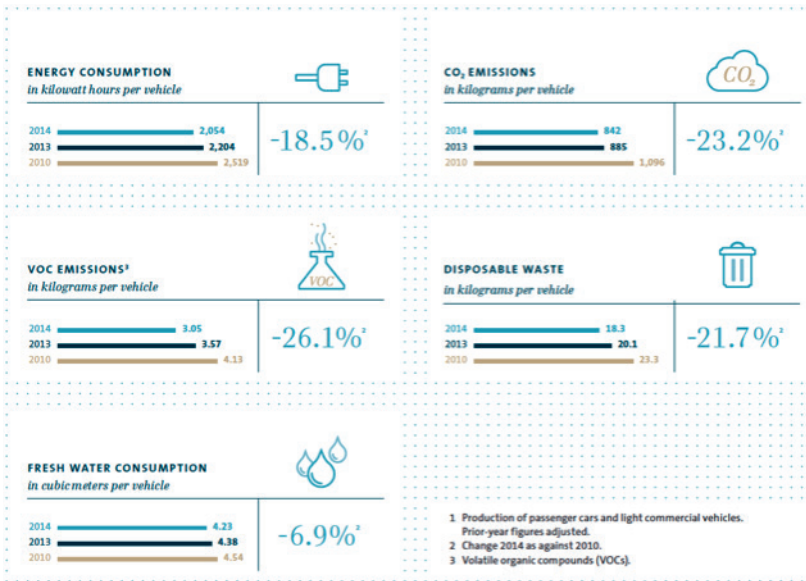 ENERGY CONSUMPTION
in kilowatt hours per vehicle
2014 2,054
2013 2,204
2010 2,519
-18.5%²
CO₂ EMISSIONS
in kilograms per vehicle
CO₂
2014 842
2013 885
2010 1,096
-23.2%²
VOC EMISSIONS³
in kilograms per vehicle
VOC
2014 3.05
2013 3.57
2010 4.13
-26.1%²
DISPOSABLE WASTE
in kilograms per vehicle
2014 18.3
2013 20.1
2010 23.3
-21.7%²
FRESH WATER CONSUMPTION
in cubic meters per vehicle
2014 4.23
2013 4.38
2010 4.54
-6.9%²
1 Production of passenger cars and light commercial vehicles.
Prior-year figures adjusted.
2 Change 2014 as against 2010.
3 Volatile organic compounds (VOCs).